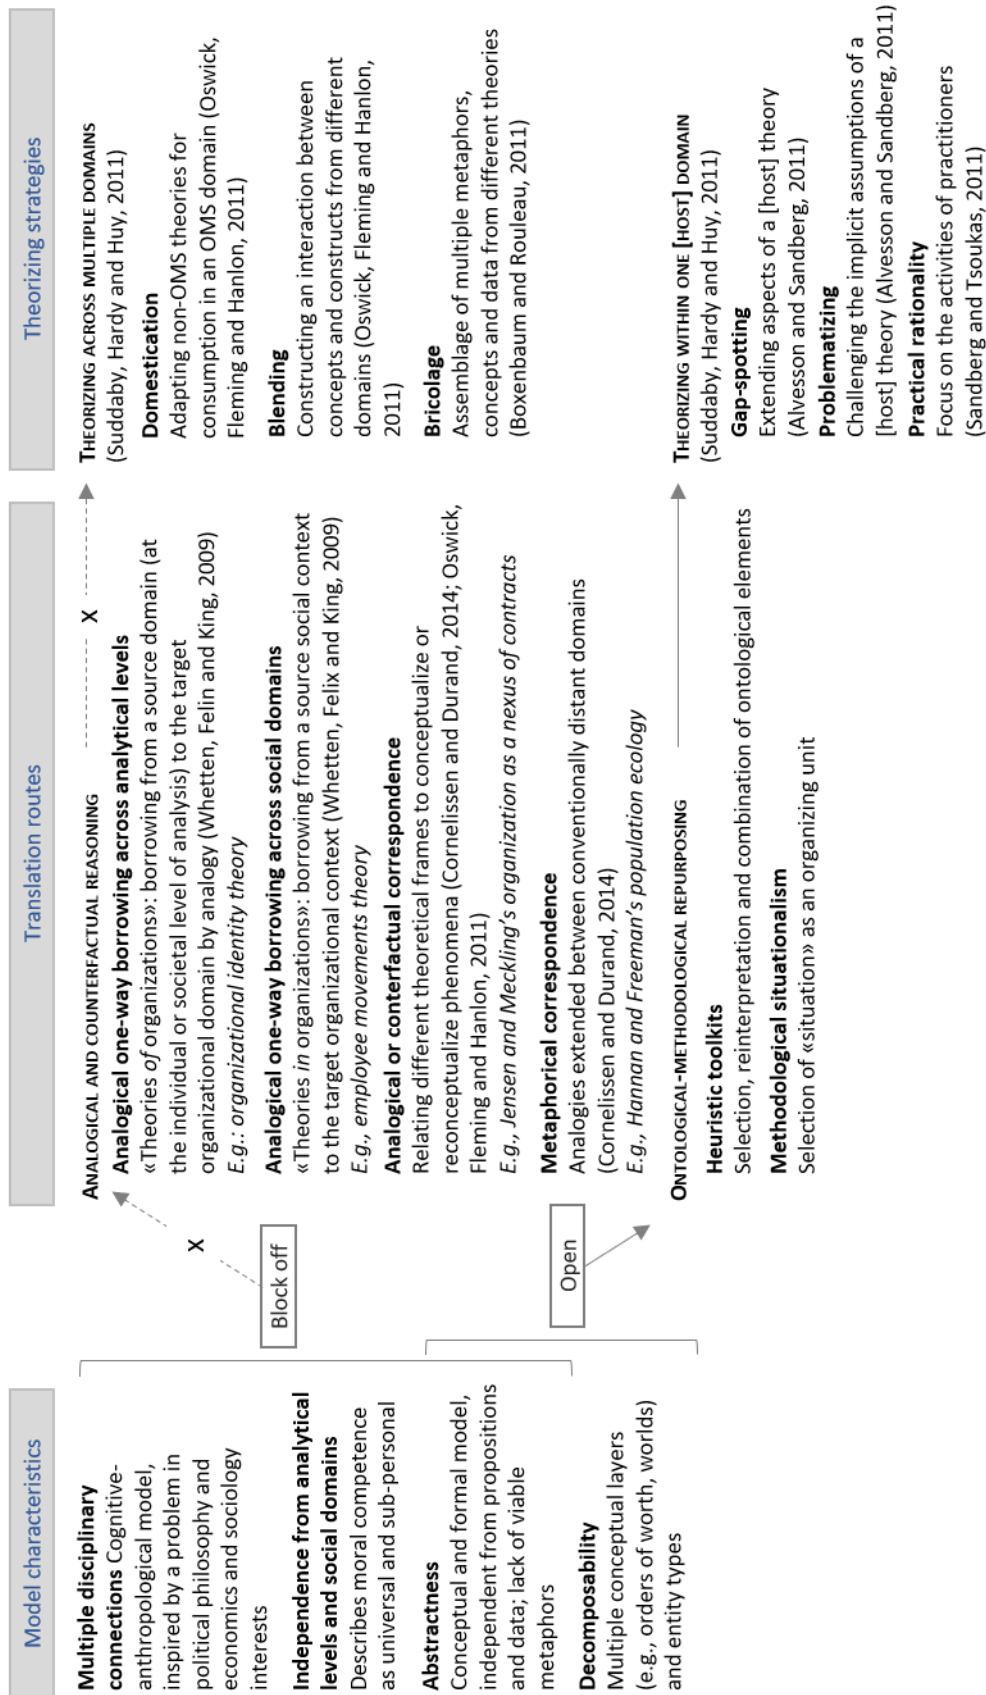 Model characteristics
Multiple disciplinary
connections Cognitive-
anthropological model,
inspired by a problem in
political philosophy and
economics and sociology
interests
Independence from analytical
levels and social domains
Describes moral competence
as universal and sub-personal
Abstractness
Conceptual and formal model,
independent from propositions
and data; lack of viable
metaphors
Decomposability
Multiple conceptual layers
(e.g., orders of worth, worlds)
and entity types
X
Block off
Open
Translation routes
ANALOGICAL AND COUNTERFACTUAL REASONING
Analogical one-way borrowing across analytical levels
«Theories of organizations»: borrowing from a source domain (at
the individual or societal level of analysis) to the target
organizational domain by analogy (Whetten, Felin and King, 2009)
E.g.: organizational identity theory
Analogical one-way borrowing across social domains
«Theories in organizations»: borrowing from a source social context
to the target organizational context (Whetten, Felix and King, 2009)
E.g., employee movements theory
Analogical or conterfactual correspondence
Relating different theoretical frames to conceptualize or
reconceptualize phenomena (Cornelissen and Durand, 2014; Oswick,
Fleming and Hanlon, 2011)
E.g., Jensen and Meckling's organization as a nexus of contracts
Metaphorical correspondence
Analogies extended between conventionally distant domains
(Cornelissen and Durand, 2014)
E.g., Hannan and Freeman's population ecology
ONTOLOGICAL-METHODOLOGICAL REPURPOSING
Heuristic toolkits
Selection, reinterpretation and combination of ontological elements
Methodological situationalism
Selection of «situation» as an organizing unit
X
Theorizing strategies
THEORIZING ACROSS MULTIPLE DOMAINS
(Suddaby, Hardy and Huy, 2011)
Domestication
Adapting non-OMS theories for
consumption in an OMS domain (Oswick,
Fleming and Hanlon, 2011)
Blending
Constructing an interaction between
concepts and constructs from different
domains (Oswick, Fleming and Hanlon,
2011)
Bricolage
Assemblage of multiple metaphors,
concepts and data from different theories
(Boxenbaum and Rouleau, 2011)
THEORIZING WITHIN ONE [HOST] DOMAIN
(Suddaby, Hardy and Huy, 2011)
Gap-spotting
Extending aspects of a [host] theory
(Alvesson and Sandberg, 2011)
Problematizing
Challenging the implicit assumptions of a
[host] theory (Alvesson and Sandberg, 2011)
Practical rationality
Focus on the activities of practitioners
(Sandberg and Tsoukas, 2011)